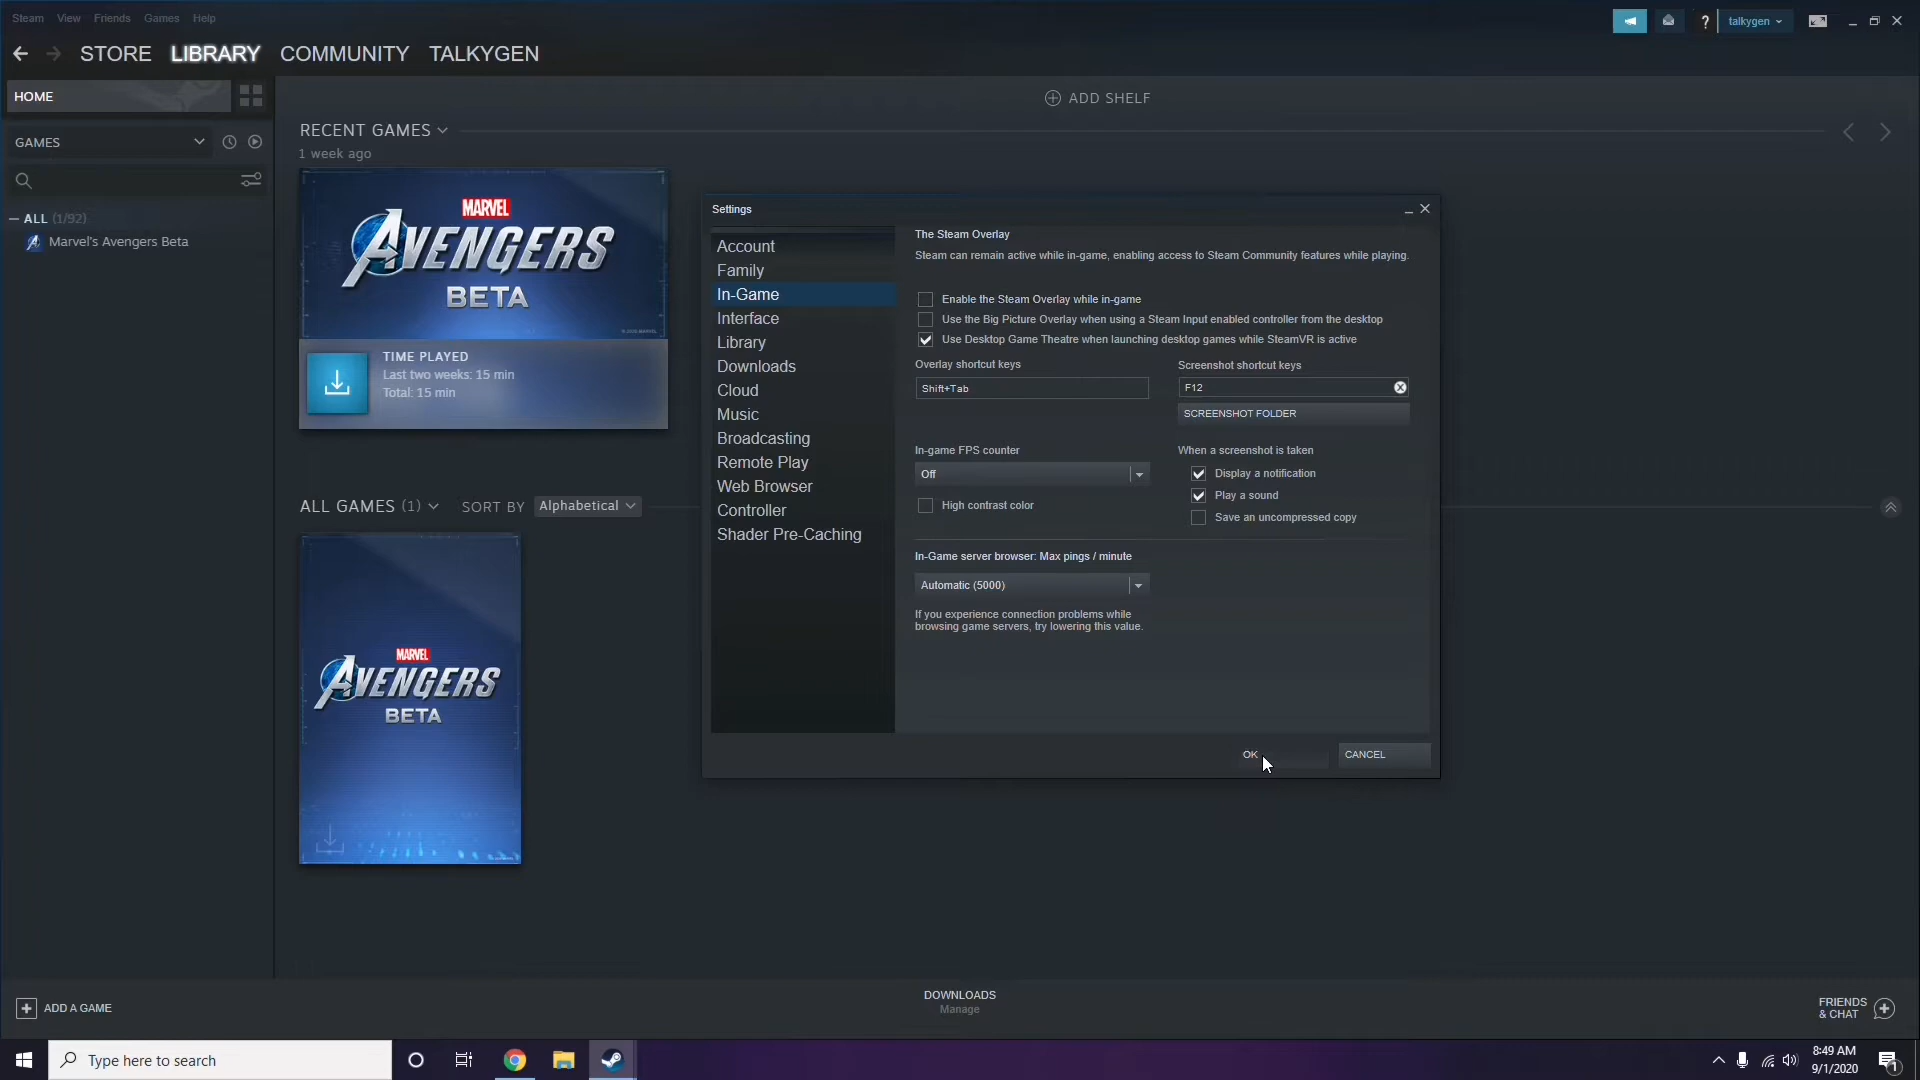 Steam View Friends Games Help
talkygen
STORE LIBRARY COMMUNITY TALKYGEN
HOME
GAMES
ALL (1/92)
Marvel's Avengers Beta
ADD SHELF
RECENT GAMES
1 week ago
MARVEL
AVENGERS
BETA
TIME PLAYED
Last two weeks: 15 min
Total: 15 min
ALL GAMES (1) SORT BY Alphabetical
MARVEL
AVENGERS
BETA
Settings
Account
Family
In-Game
Interface
Library
Downloads
Cloud
Music
Broadcasting
Remote Play
Web Browser
Controller
Shader Pre-Caching
The Steam Overlay
Steam can remain active while in-game, enabling access to Steam Community features while playing.
Enable the Steam Overlay while in-game
Use the Big Picture Overlay when using a Steam Input enabled controller from the desktop
Use Desktop Game Theatre when launching desktop games while SteamVR is active
Overlay shortcut keys
Shift+Tab
Screenshot shortcut keys
F12
SCREENSHOT FOLDER
In-game FPS counter
Off
High contrast color
When a screenshot is taken
Display a notification
Play a sound
Save an uncompressed copy
In-Game server browser: Max pings / minute
Automatic (5000)
If you experience connection problems while
browsing game servers, try lowering this value.
OK
CANCEL
ADD A GAME
DOWNLOADS
Manage
FRIENDS
& CHAT
Type here to search
8:49 AM
9/1/2020
1